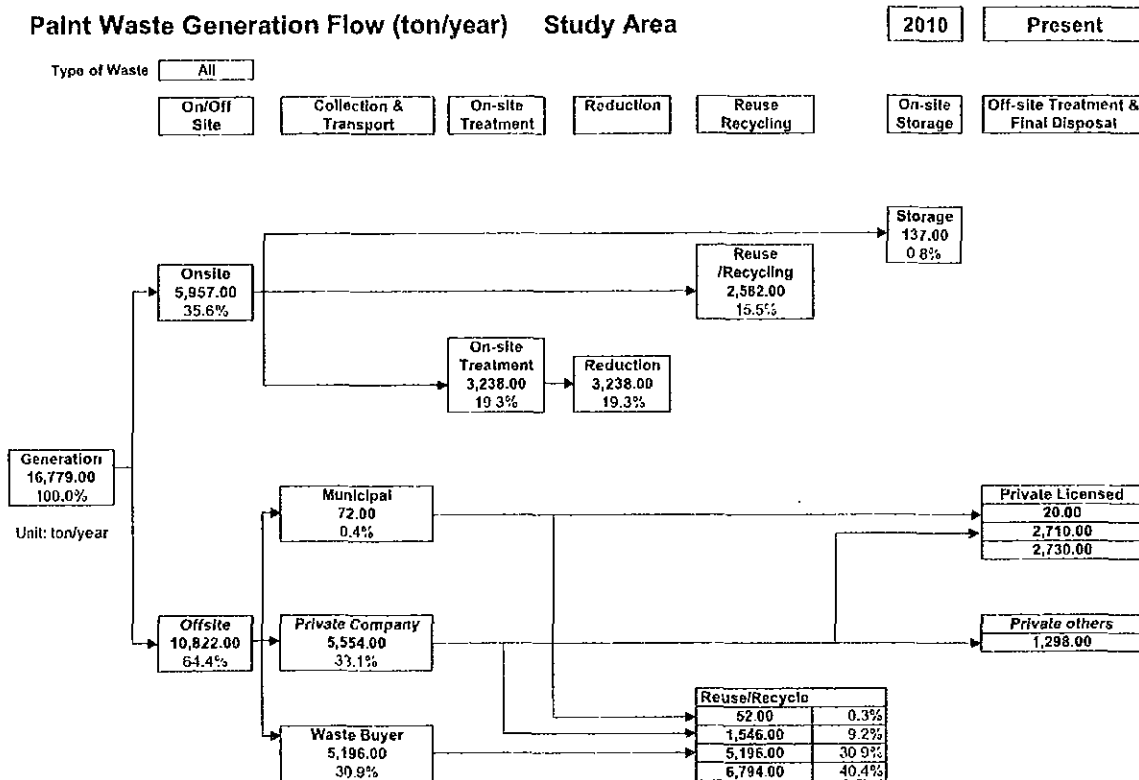 Paint Waste Generation Flow (ton/year) Study Area
2010
Present
Type of Waste
All
On/Off
Site
Collection &
Transport
On-site
Treatment
Reduction
Reuse
Recycling
On-site
Storage
Off-site Treatment &
Final Disposal
Storage
137.00
0.8%
Onsite
5,957.00
35.6%
Reuse
/Recycling
2,582.00
15.5%
On-site
Treatment
3,238.00
19.3%
Reduction
3,238.00
19.3%
Generation
16,779.00
100.0%
Unit: ton/year
Municipal
72.00
0.4%
Private Licensed
20.00
2,710.00
2,730.00
Offsite
10,822.00
64.4%
Private Company
5,554.00
33.1%
Private others
1,298.00
Waste Buyer
5,196.00
30.9%
Reuse/Recycle
52.00 0.3%
1,546.00 9.2%
5,196.00 30.9%
6,794.00 40.4%